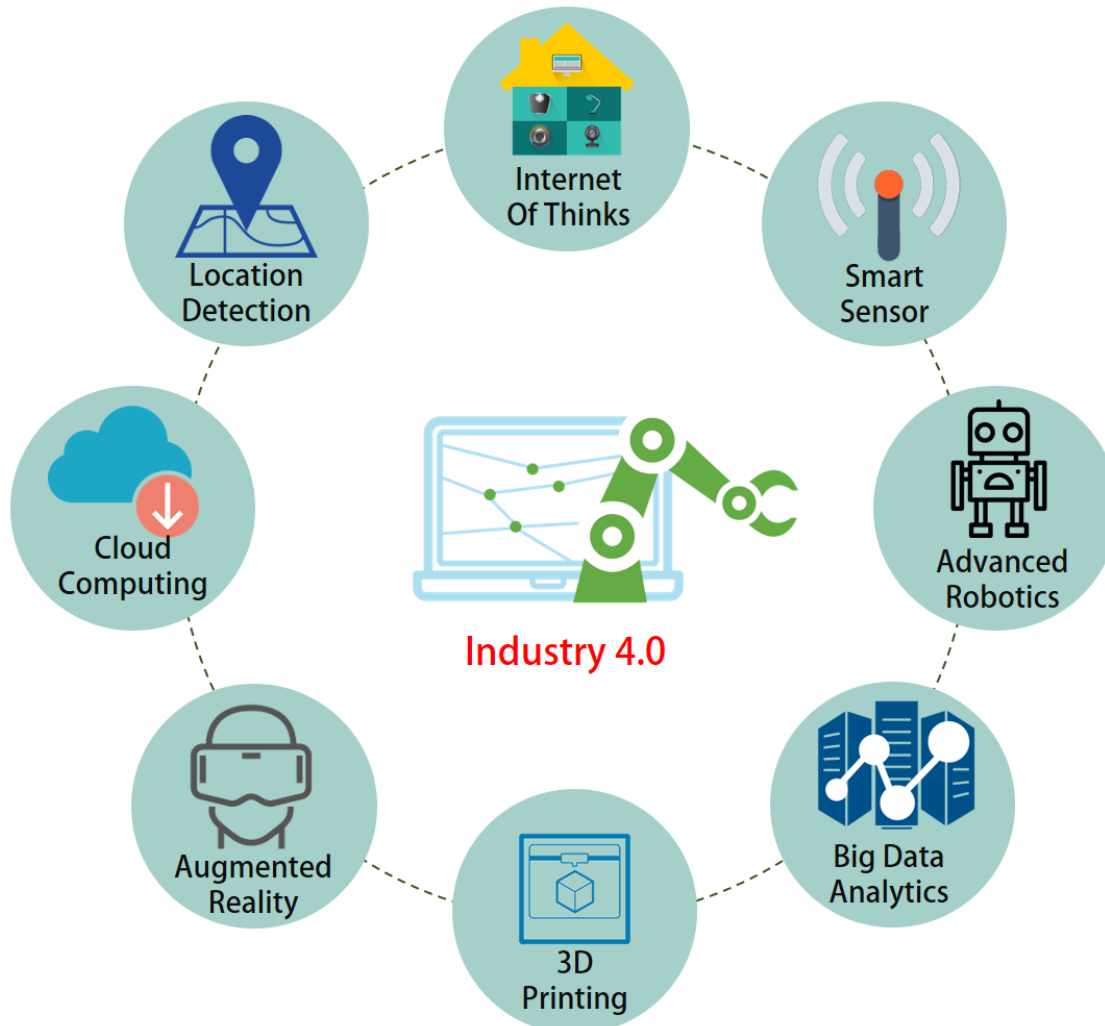 Internet
Of Thinks
Smart
Sensor
Advanced
Robotics
Big Data
Analytics
3D
Printing
Augmented
Reality
Cloud
Computing
Location
Detection
Industry 4.0